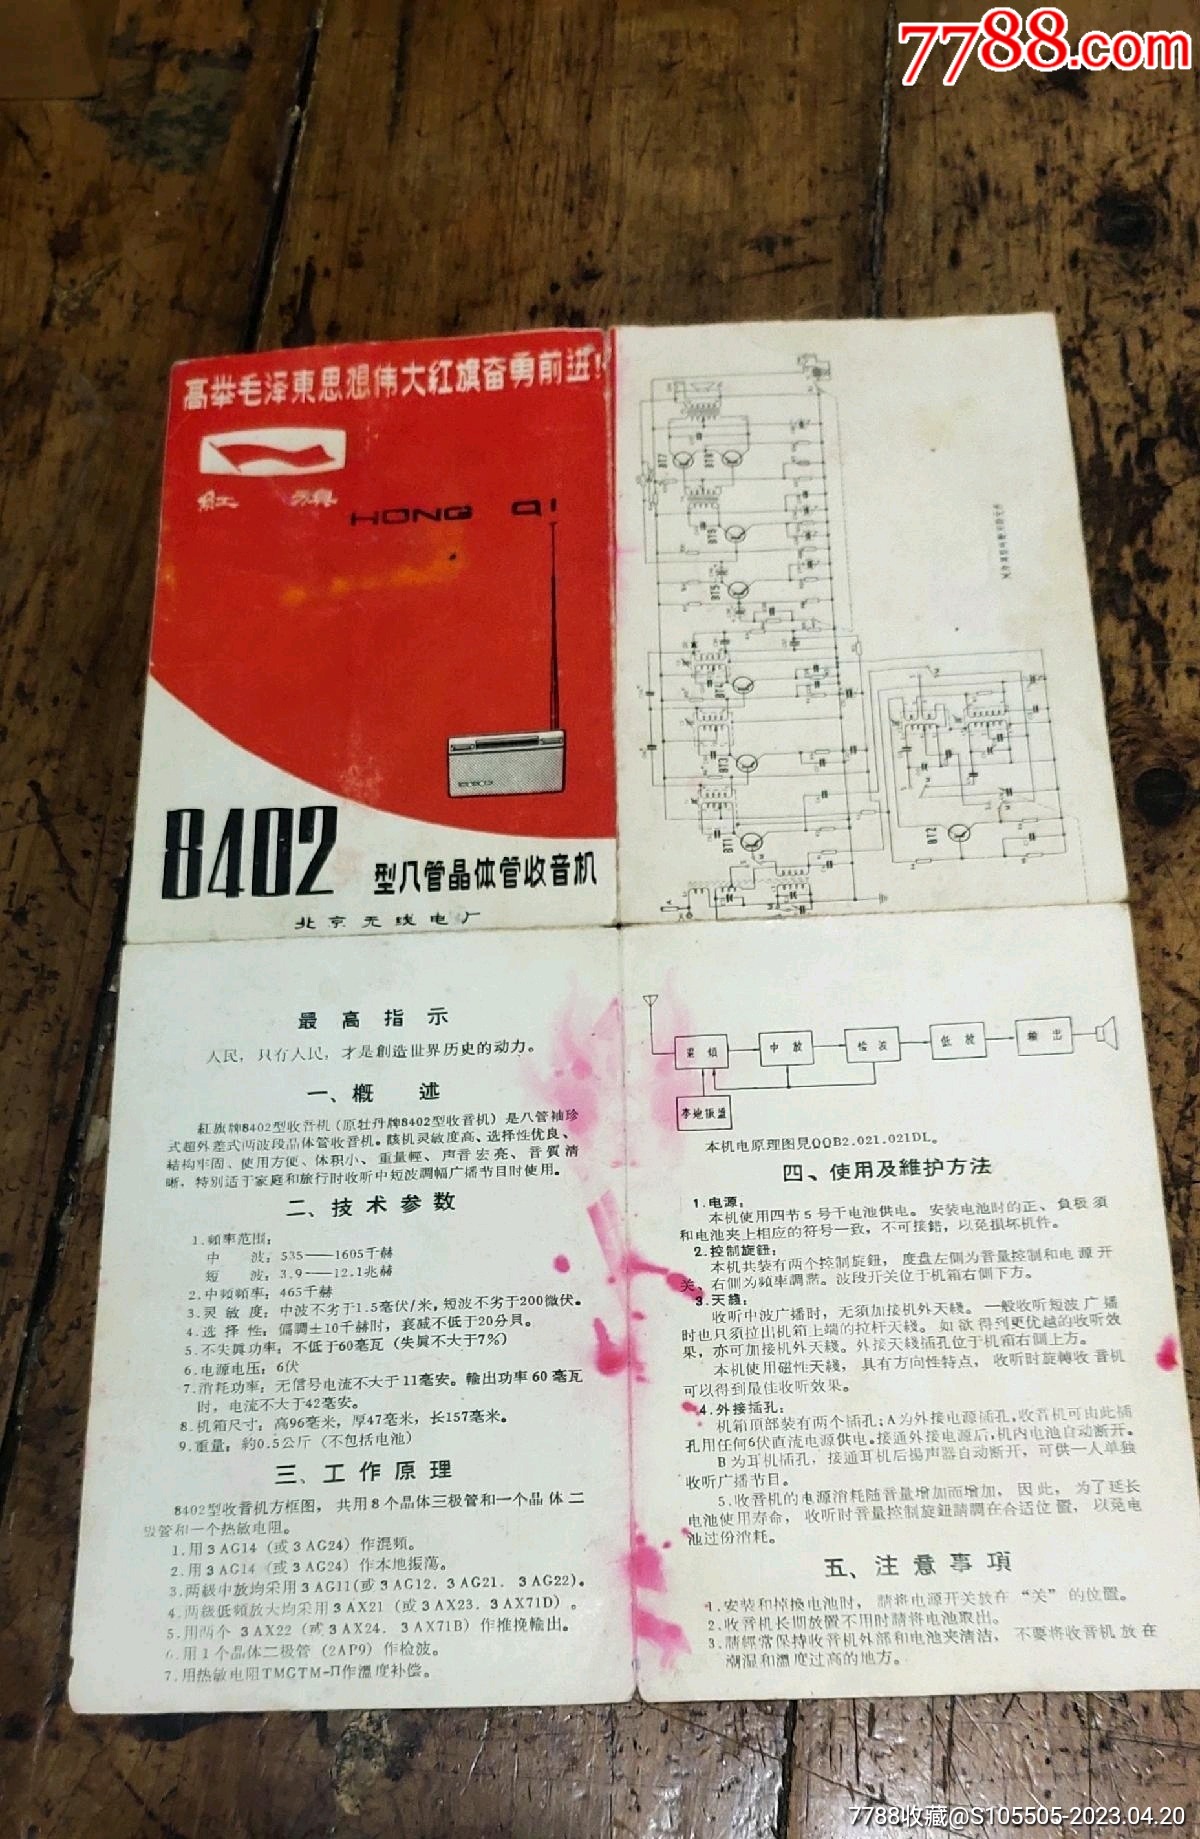 7788.com
高举毛泽東思想伟大紅旗奋勇前进!
紅 旗
HONG QI
8402
型八管晶体管收音机
北京无线电厂
BT7
BT8
BT6
BT5
BT4
BT3
BT1
BT2
最高指示
人民，只有人民，才是創造世界历史的动力。
一、概 述
紅旗牌8402型收音机（原牡丹牌8402型收音机）是八管袖珍
式超外差式两波段晶体管收音机。該机灵敏度高、选择性优良、
結构牢固、使用方便、体积小、重量輕、声音宏亮、音質清
晰，特別适于家庭和旅行时收听中短波調幅广播节目时使用。
二、技术参数
1.頻率范围：
中 波：535——1605千赫
短 波：3.9——12.1兆赫
2.中頻頻率：465千赫
3.灵敏度：中波不劣于1.5毫伏/米，短波不劣于200微伏。
4.选择性：偏調±10千赫时，衰减不低于20分貝。
5.不失眞功率：不低于60毫瓦（失眞不大于7%）
6.电源电压：6伏
7.消耗功率：无信号电流不大于11毫安。輸出功率60毫瓦
时，电流不大于42毫安。
8.机箱尺寸：高96毫米，厚47毫米，长157毫米。
9.重量：約0.5公斤（不包括电池）
三、工作原理
8402型收音机方框图，共用8个晶体三极管和一个晶体二
极管和一个热敏电阻。
1.用3AG14（或3AG24）作混頻。
2.用3AG14（或3AG24）作本地振荡。
3.两級中放均采用3AG11(或3AG12．3AG21．3AG22)。
4.两級低頻放大均采用3AX21（或3AX23．3AX71D）。
5.用两个3AX22（或3AX24．3AX71B）作推挽輸出。
6.用1个晶体二极管（2AP9）作检波。
7.用热敏电阻TMGTM-П作溫度补偿。
混頻
中放
检波
低放
輸出
本地振盪
本机电原理图見QQB2.021.021DL。
四、使用及維护方法
1.电源：
本机使用四节5号干电池供电。安装电池时的正、負极須
和电池夹上相应的符号一致，不可接錯，以免損坏机件。
2.控制旋鈕：
本机共装有两个控制旋鈕，度盘左側为音量控制和电源开
关、右側为頻率調諧。波段开关位于机箱右側下方。
3.天綫：
收听中波广播时，无須加接机外天綫。一般收听短波广播
时也只須拉出机箱上端的拉杆天綫。如欲得到更优越的收听效
果，亦可加接机外天綫。外接天綫插孔位于机箱右側上方。
本机使用磁性天綫，具有方向性特点，收听时旋轉收音机
可以得到最佳收听效果。
4.外接插孔：
机箱頂部装有两个插孔；A为外接电源插孔，收音机可由此插
孔用任何6伏直流电源供电。接通外接电源后，机內电池自动断开。
B为耳机插孔，接通耳机后揚声器自动断开，可供一人单独
收听广播节目。
5.收音机的电源消耗随音量增加而增加，因此，为了延长
电池使用寿命，收听时音量控制旋鈕請調在合适位置，以免电
池过份消耗。
五、注意事項
1.安装和掉換电池时，請将电源开关放在“关”的位置。
2.收音机长期放置不用时請将电池取出。
3.請經常保持收音机外部和电池夹清洁，不要将收音机放在
潮湿和溫度过高的地方。
7788收藏@S105505-2023.04.20